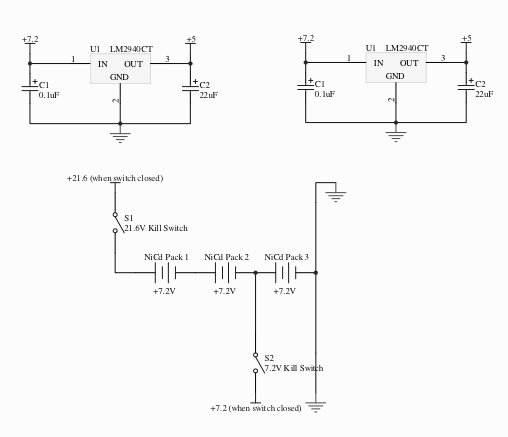 +7.2
U1 LM2940CT
+5
1 IN OUT 3
GND
2
C1
0.1uF
C2
22uF
+7.2
U1 LM2940CT
+5
1 IN OUT 3
GND
2
C1
0.1uF
C2
22uF
+21.6 (when switch closed)
S1
21.6V Kill Switch
NiCd Pack 1 NiCd Pack 2 NiCd Pack 3
+7.2V +7.2V +7.2V
S2
7.2V Kill Switch
+7.2 (when switch closed)